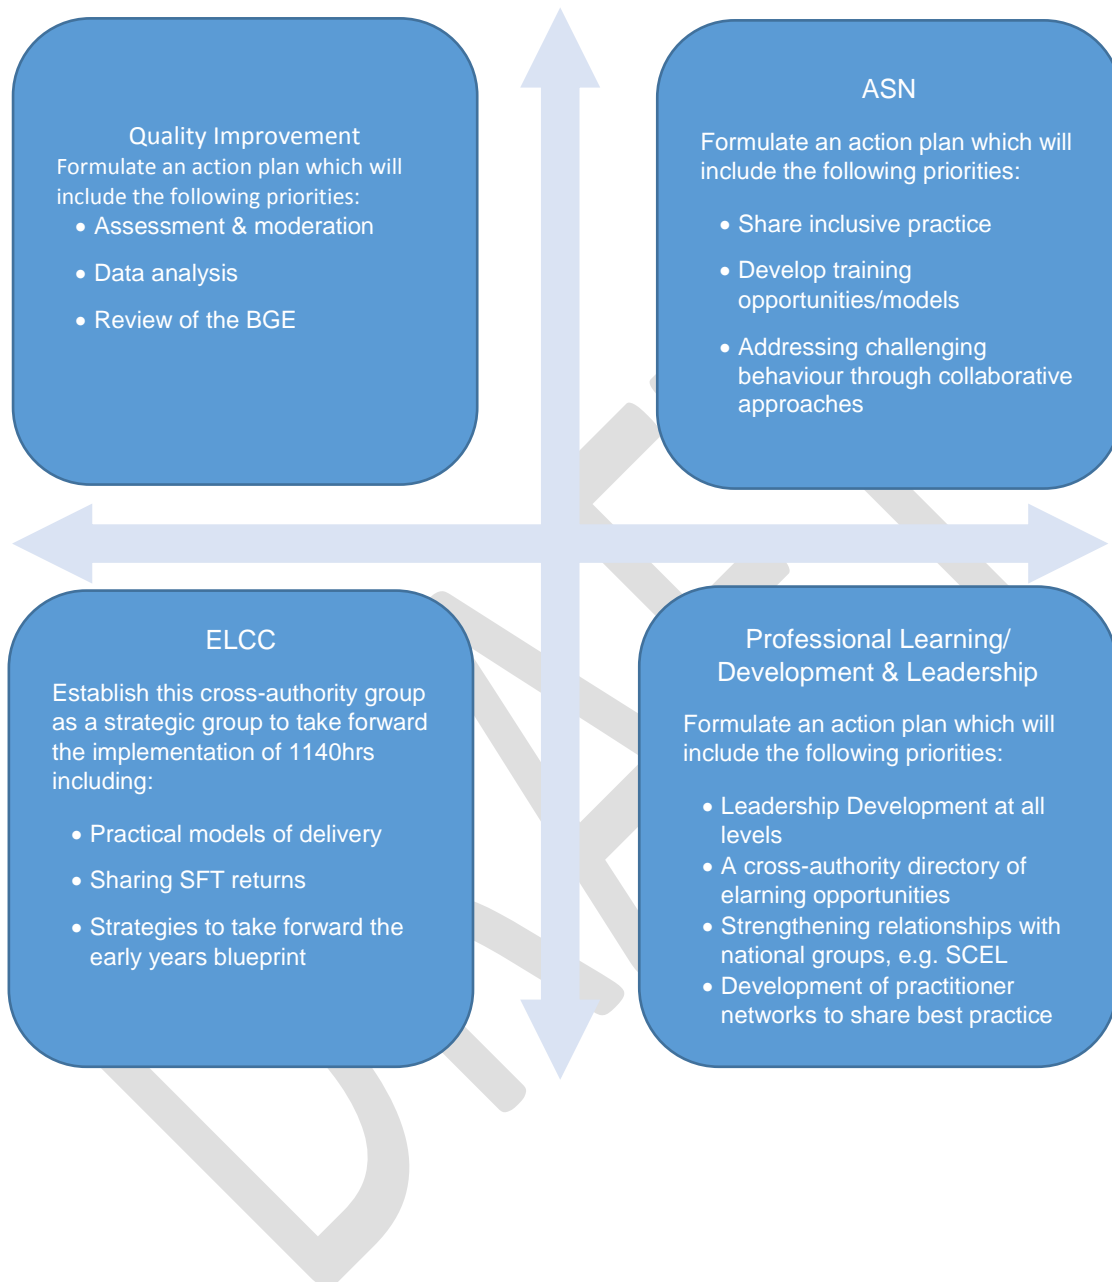 Quality Improvement
Formulate an action plan which will
include the following priorities:
• Assessment & moderation
• Data analysis
• Review of the BGE
ASN
Formulate an action plan which will
include the following priorities:
• Share inclusive practice
• Develop training
opportunities/models
• Addressing challenging
behaviour through collaborative
approaches
ELCC
Establish this cross-authority group
as a strategic group to take forward
the implementation of 1140hrs
including:
• Practical models of delivery
• Sharing SFT returns
• Strategies to take forward the
early years blueprint
Professional Learning/
Development & Leadership
Formulate an action plan which will
include the following priorities:
• Leadership Development at all
levels
• A cross-authority directory of
elarning opportunities
• Strengthening relationships with
national groups, e.g. SCEL
• Development of practitioner
networks to share best practice
DRAFT